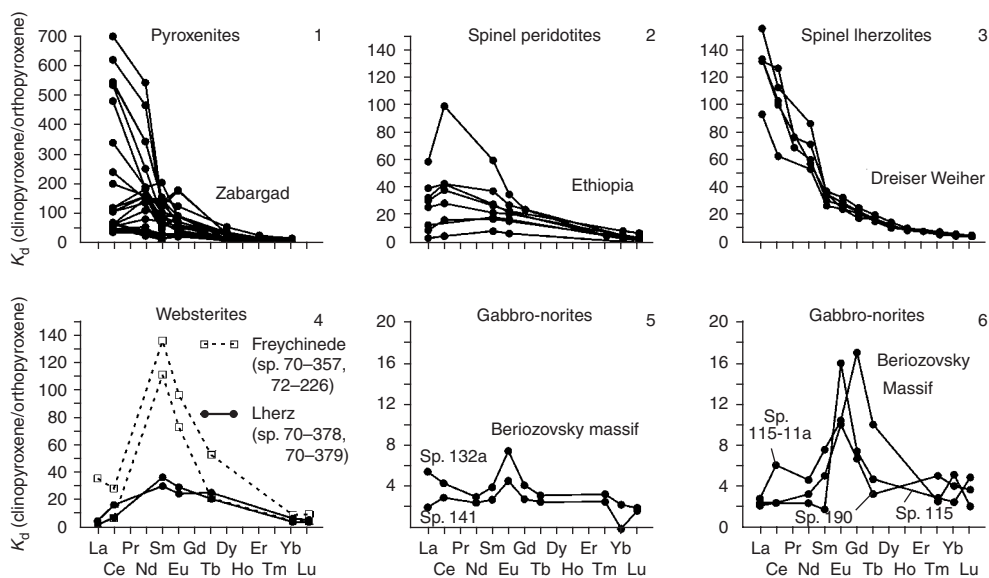 Pyroxenites 1
Zabargad
K_d (clinopyroxene/orthopyroxene)
700
600
500
400
300
200
100
0
Spinel peridotites 2
Ethiopia
140
120
100
80
60
40
20
0
Spinel lherzolites 3
Dreiser Weiher
140
120
100
80
60
40
20
0
Websterites 4
Freychinede
(sp. 70–357,
72–226)
Lherz
(sp. 70–378,
70–379)
K_d (clinopyroxene/orthopyroxene)
140
120
100
80
60
40
20
0
La Pr Sm Gd Dy Er Yb
Ce Nd Eu Tb Ho Tm Lu
Gabbro-norites 5
Beriozovsky massif
Sp. 132a
Sp. 141
20
16
12
8
4
0
La Pr Sm Gd Dy Er Yb
Ce Nd Eu Tb Ho Tm Lu
Gabbro-norites 6
Beriozovsky
Massif
Sp.
115-11a
Sp. 190
Sp. 115
20
16
12
8
4
0
La Pr Sm Gd Dy Er Yb
Ce Nd Eu Tb Ho Tm Lu